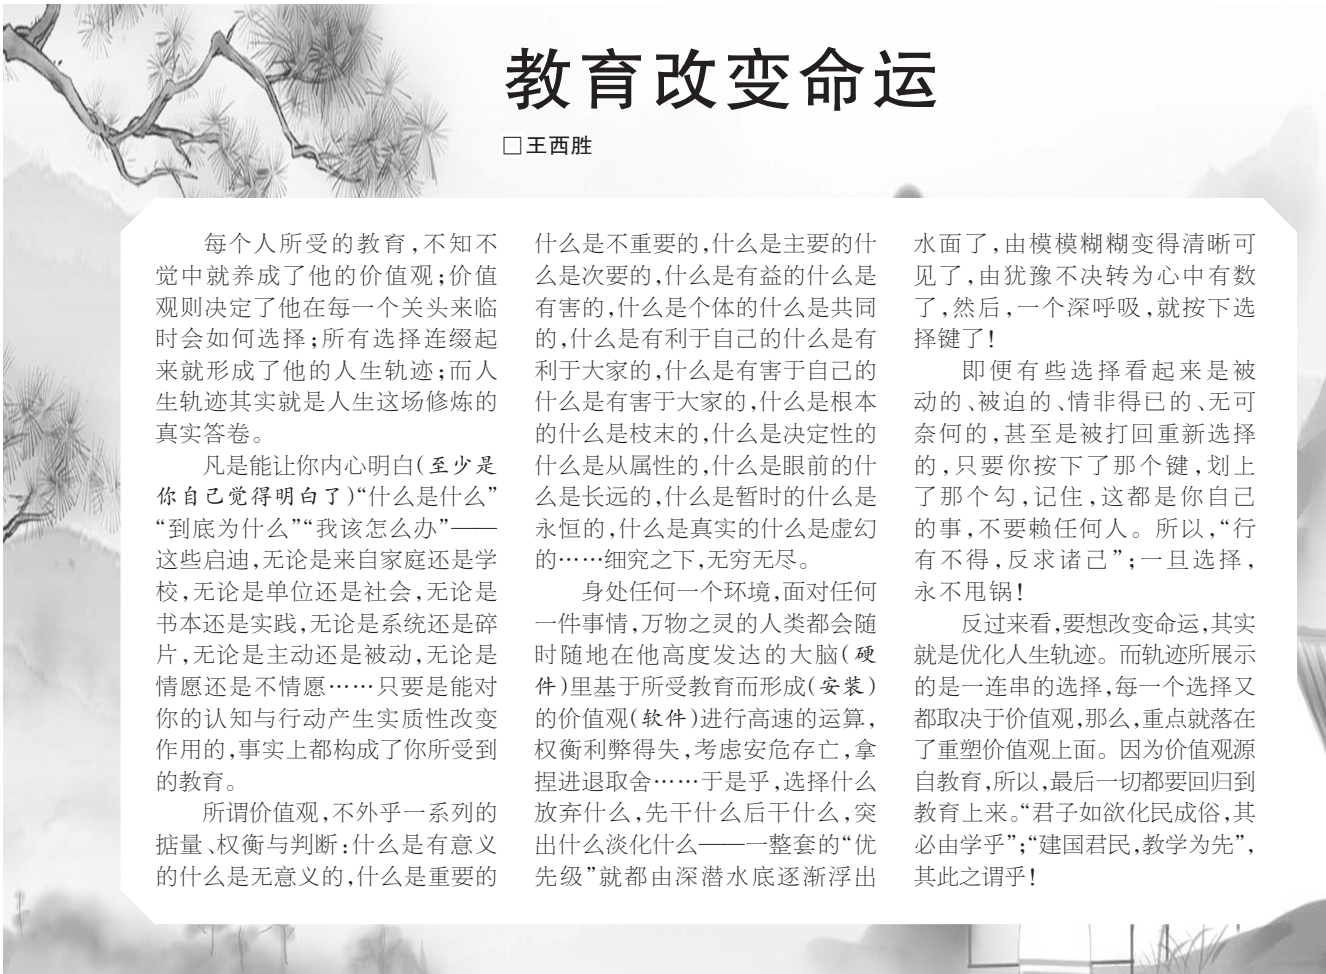 教育改变命运
□王西胜
每个人所受的教育,不知不
觉中就养成了他的价值观;价值
观则决定了他在每一个关头来临
时会如何选择;所有选择连缀起
来就形成了他的人生轨迹;而人
生轨迹其实就是人生这场修炼的
真实答卷。
凡是能让你内心明白(至少是
你自己觉得明白了)“什么是什么”
“到底为什么”“我该怎么办”——
这些启迪,无论是来自家庭还是学
校,无论是单位还是社会,无论是
书本还是实践,无论是系统还是碎
片,无论是主动还是被动,无论是
情愿还是不情愿……只要是能对
你的认知与行动产生实质性改变
作用的,事实上都构成了你所受到
的教育。
所谓价值观,不外乎一系列的
掂量、权衡与判断:什么是有意义
的什么是无意义的,什么是重要的
什么是不重要的,什么是主要的什
么是次要的,什么是有益的什么是
有害的,什么是个体的什么是共同
的,什么是有利于自己的什么是有
利于大家的,什么是有害于自己的
什么是有害于大家的,什么是根本
的什么是枝末的,什么是决定性的
什么是从属性的,什么是眼前的什
么是长远的,什么是暂时的什么是
永恒的,什么是真实的什么是虚幻
的……细究之下,无穷无尽。
身处任何一个环境,面对任何
一件事情,万物之灵的人类都会随
时随地在他高度发达的大脑(硬
件)里基于所受教育而形成(安装)
的价值观(软件)进行高速的运算,
权衡利弊得失,考虑安危存亡,拿
捏进退取舍……于是乎,选择什么
放弃什么,先干什么后干什么,突
出什么淡化什么——一整套的“优
先级”就都由深潜水底逐渐浮出
水面了,由模模糊糊变得清晰可
见了,由犹豫不决转为心中有数
了,然后,一个深呼吸,就按下选
择键了!
即便有些选择看起来是被
动的、被迫的、情非得已的、无可
奈何的,甚至是被打回重新选择
的,只要你按下了那个键,划上
了那个勾,记住,这都是你自己
的事,不要赖任何人。所以,“行
有不得,反求诸己”;一旦选择,
永不甩锅!
反过来看,要想改变命运,其实
就是优化人生轨迹。而轨迹所展示
的是一连串的选择,每一个选择又
都取决于价值观,那么,重点就落在
了重塑价值观上面。因为价值观源
自教育,所以,最后一切都要回归到
教育上来。“君子如欲化民成俗,其
必由学乎”;“建国君民,教学为先”,
其此之谓乎!